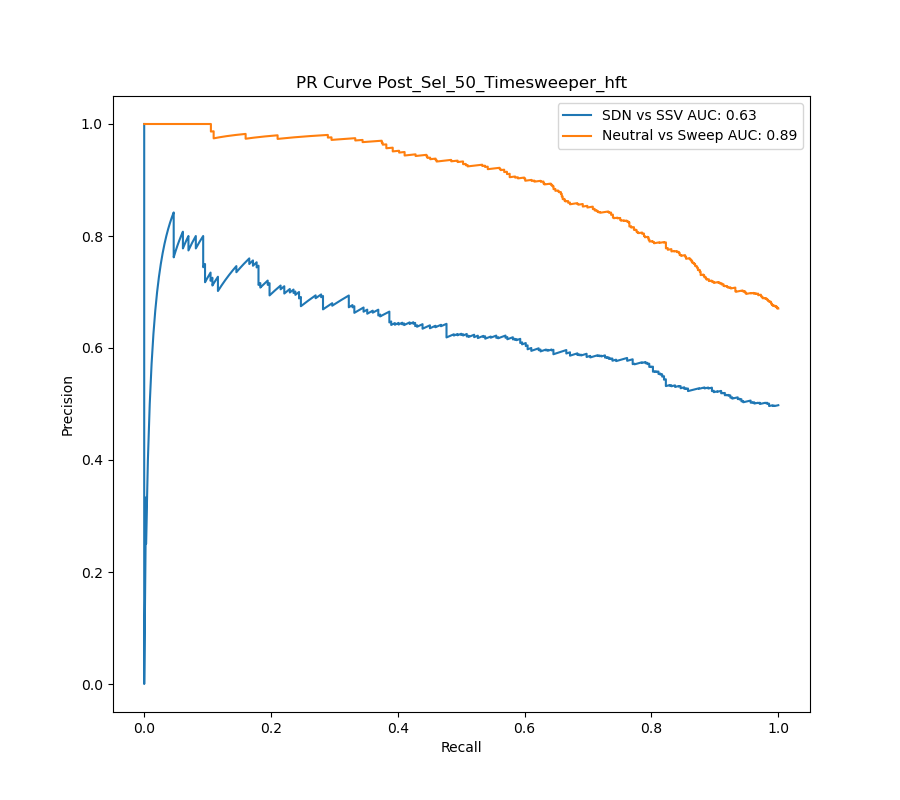 PR Curve Post_Sel_50_Timesweeper_hft
SDN vs SSV AUC: 0.63
Neutral vs Sweep AUC: 0.89
1.0
0.8
0.6
0.4
0.2
0.0
Precision
0.0 0.2 0.4 0.6 0.8 1.0
Recall